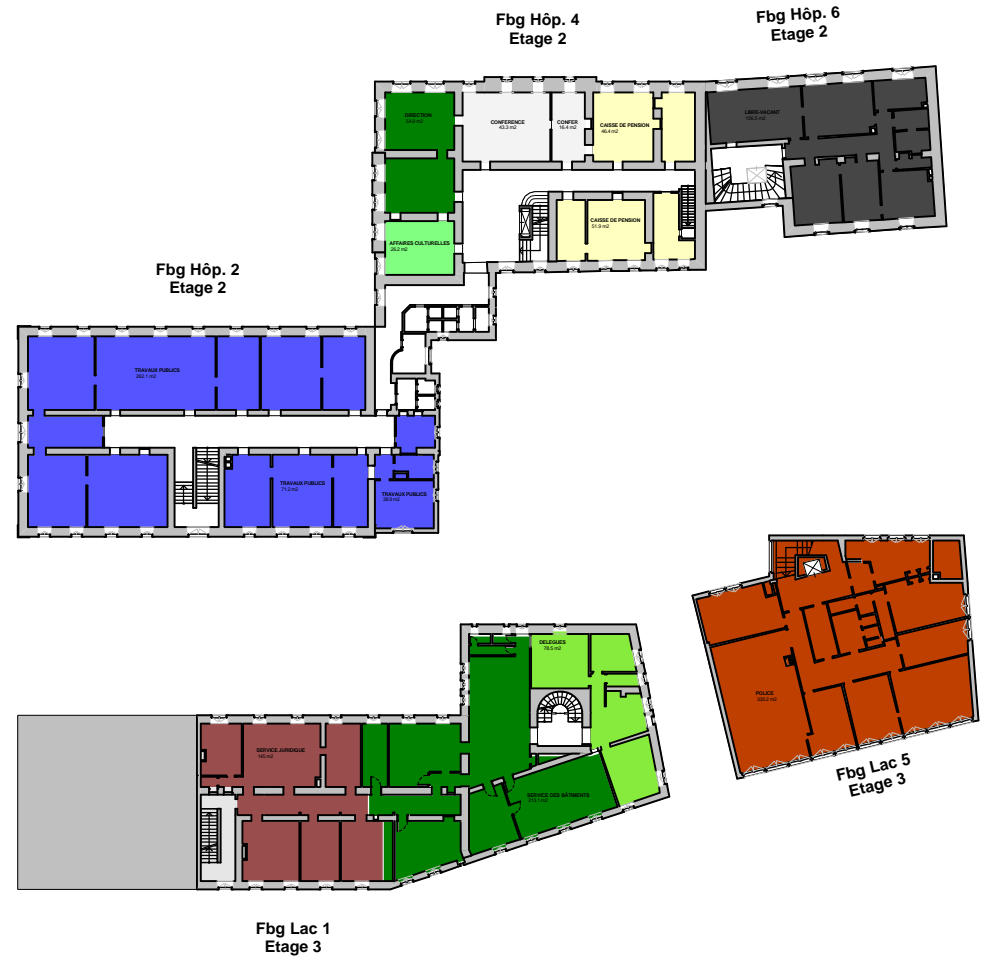 Fbg Hôp. 4
Etage 2
Fbg Hôp. 6
Etage 2
DIRECTION
CONFERENCE
43.3 m2
CONFER
16.4 m2
CAISSE DE PENSION
46.4 m2
LIBRE-VACANT
CAISSE DE PENSION
51.9 m2
AFFAIRES CULTURELLES
26.2 m2
Fbg Hôp. 2
Etage 2
TRAVAUX PUBLICS
TRAVAUX PUBLICS
71.2 m2
TRAVAUX PUBLICS
DELEGUES
78.5 m2
POLICE
SERVICE JURIDIQUE
145 m2
SERVICE DES BÂTIMENTS
Fbg Lac 5
Etage 3
Fbg Lac 1
Etage 3